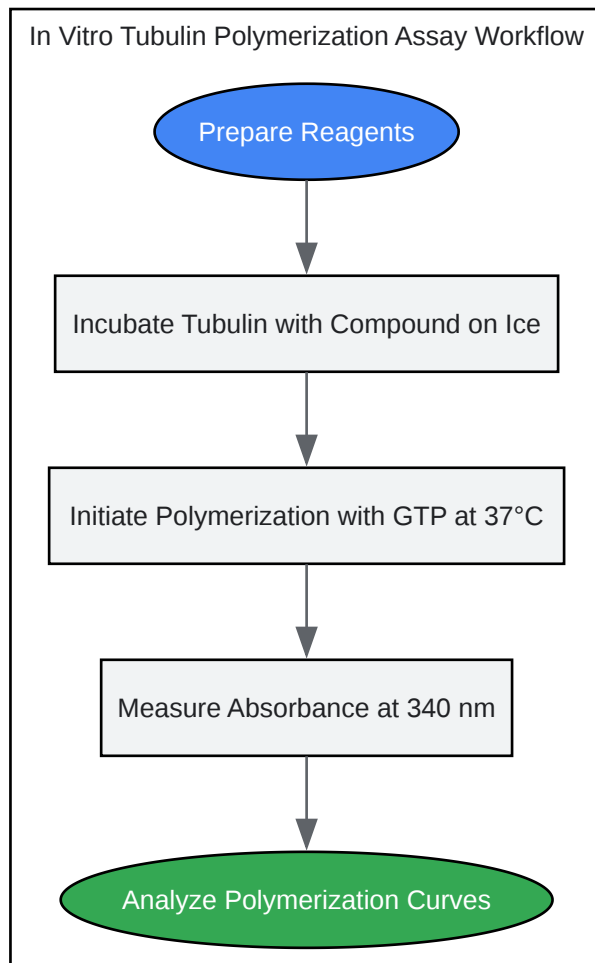 In Vitro Tubulin Polymerization Assay Workflow
Prepare Reagents
Incubate Tubulin with Compound on Ice
Initiate Polymerization with GTP at 37°C
Measure Absorbance at 340 nm
Analyze Polymerization Curves